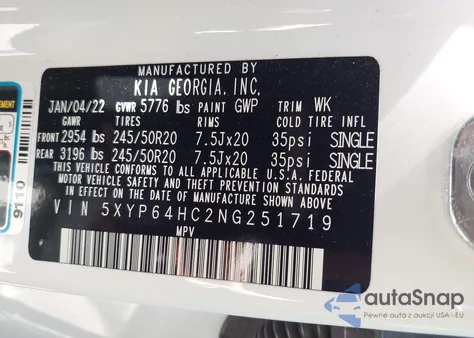 MANUFACTURED BY
KIA GEORGIA, INC.
JAN/04/22 GVWR 5776 lbs PAINT GWP TRIM WK
GAWR TIRES RIMS COLD TIRE INFL
FRONT 2954 lbs 245/50R20 7.5Jx20 35psi SINGLE
REAR 3196 lbs 245/50R20 7.5Jx20 35psi SINGLE
THIS VEHICLE CONFORMS TO ALL APPLICABLE U.S.A. FEDERAL
MOTOR VEHICLE SAFETY, BUMPER AND THEFT PREVENTION
STANDARDS IN EFFECT ON THE DATE OF MANUFACTURE SHOWN ABOVE.
VIN 5XYP64HC2NG251719
MPV
9110
autoSnap
Pewne auta z aukcji USA i EU